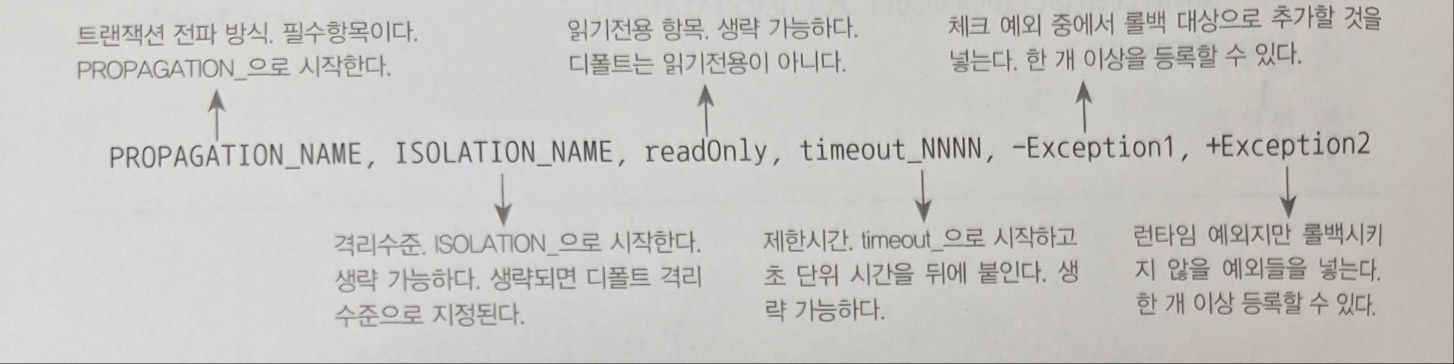 트랜잭션 전파 방식. 필수항목이다.
PROPAGATION_으로 시작한다.
읽기전용 항목. 생략 가능하다.
디폴트는 읽기전용이 아니다.
체크 예외 중에서 롤백 대상으로 추가할 것을
넣는다. 한 개 이상을 등록할 수 있다.
PROPAGATION_NAME, ISOLATION_NAME, readOnly, timeout_NNNN, -Exception1, +Exception2
격리수준. ISOLATION_으로 시작한다.
생략 가능하다. 생략되면 디폴트 격리
수준으로 지정된다.
제한시간. timeout_으로 시작하고
초 단위 시간을 뒤에 붙인다. 생
략 가능하다.
런타임 예외지만 롤백시키
지 않을 예외들을 넣는다.
한 개 이상 등록할 수 있다.